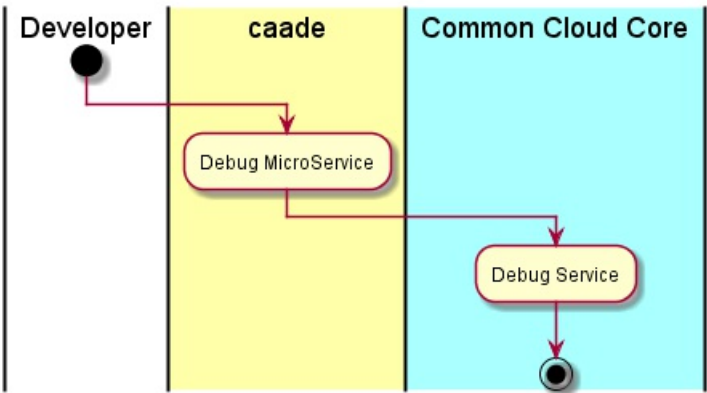 Developer
caade
Common Cloud Core
Debug MicroService
Debug Service